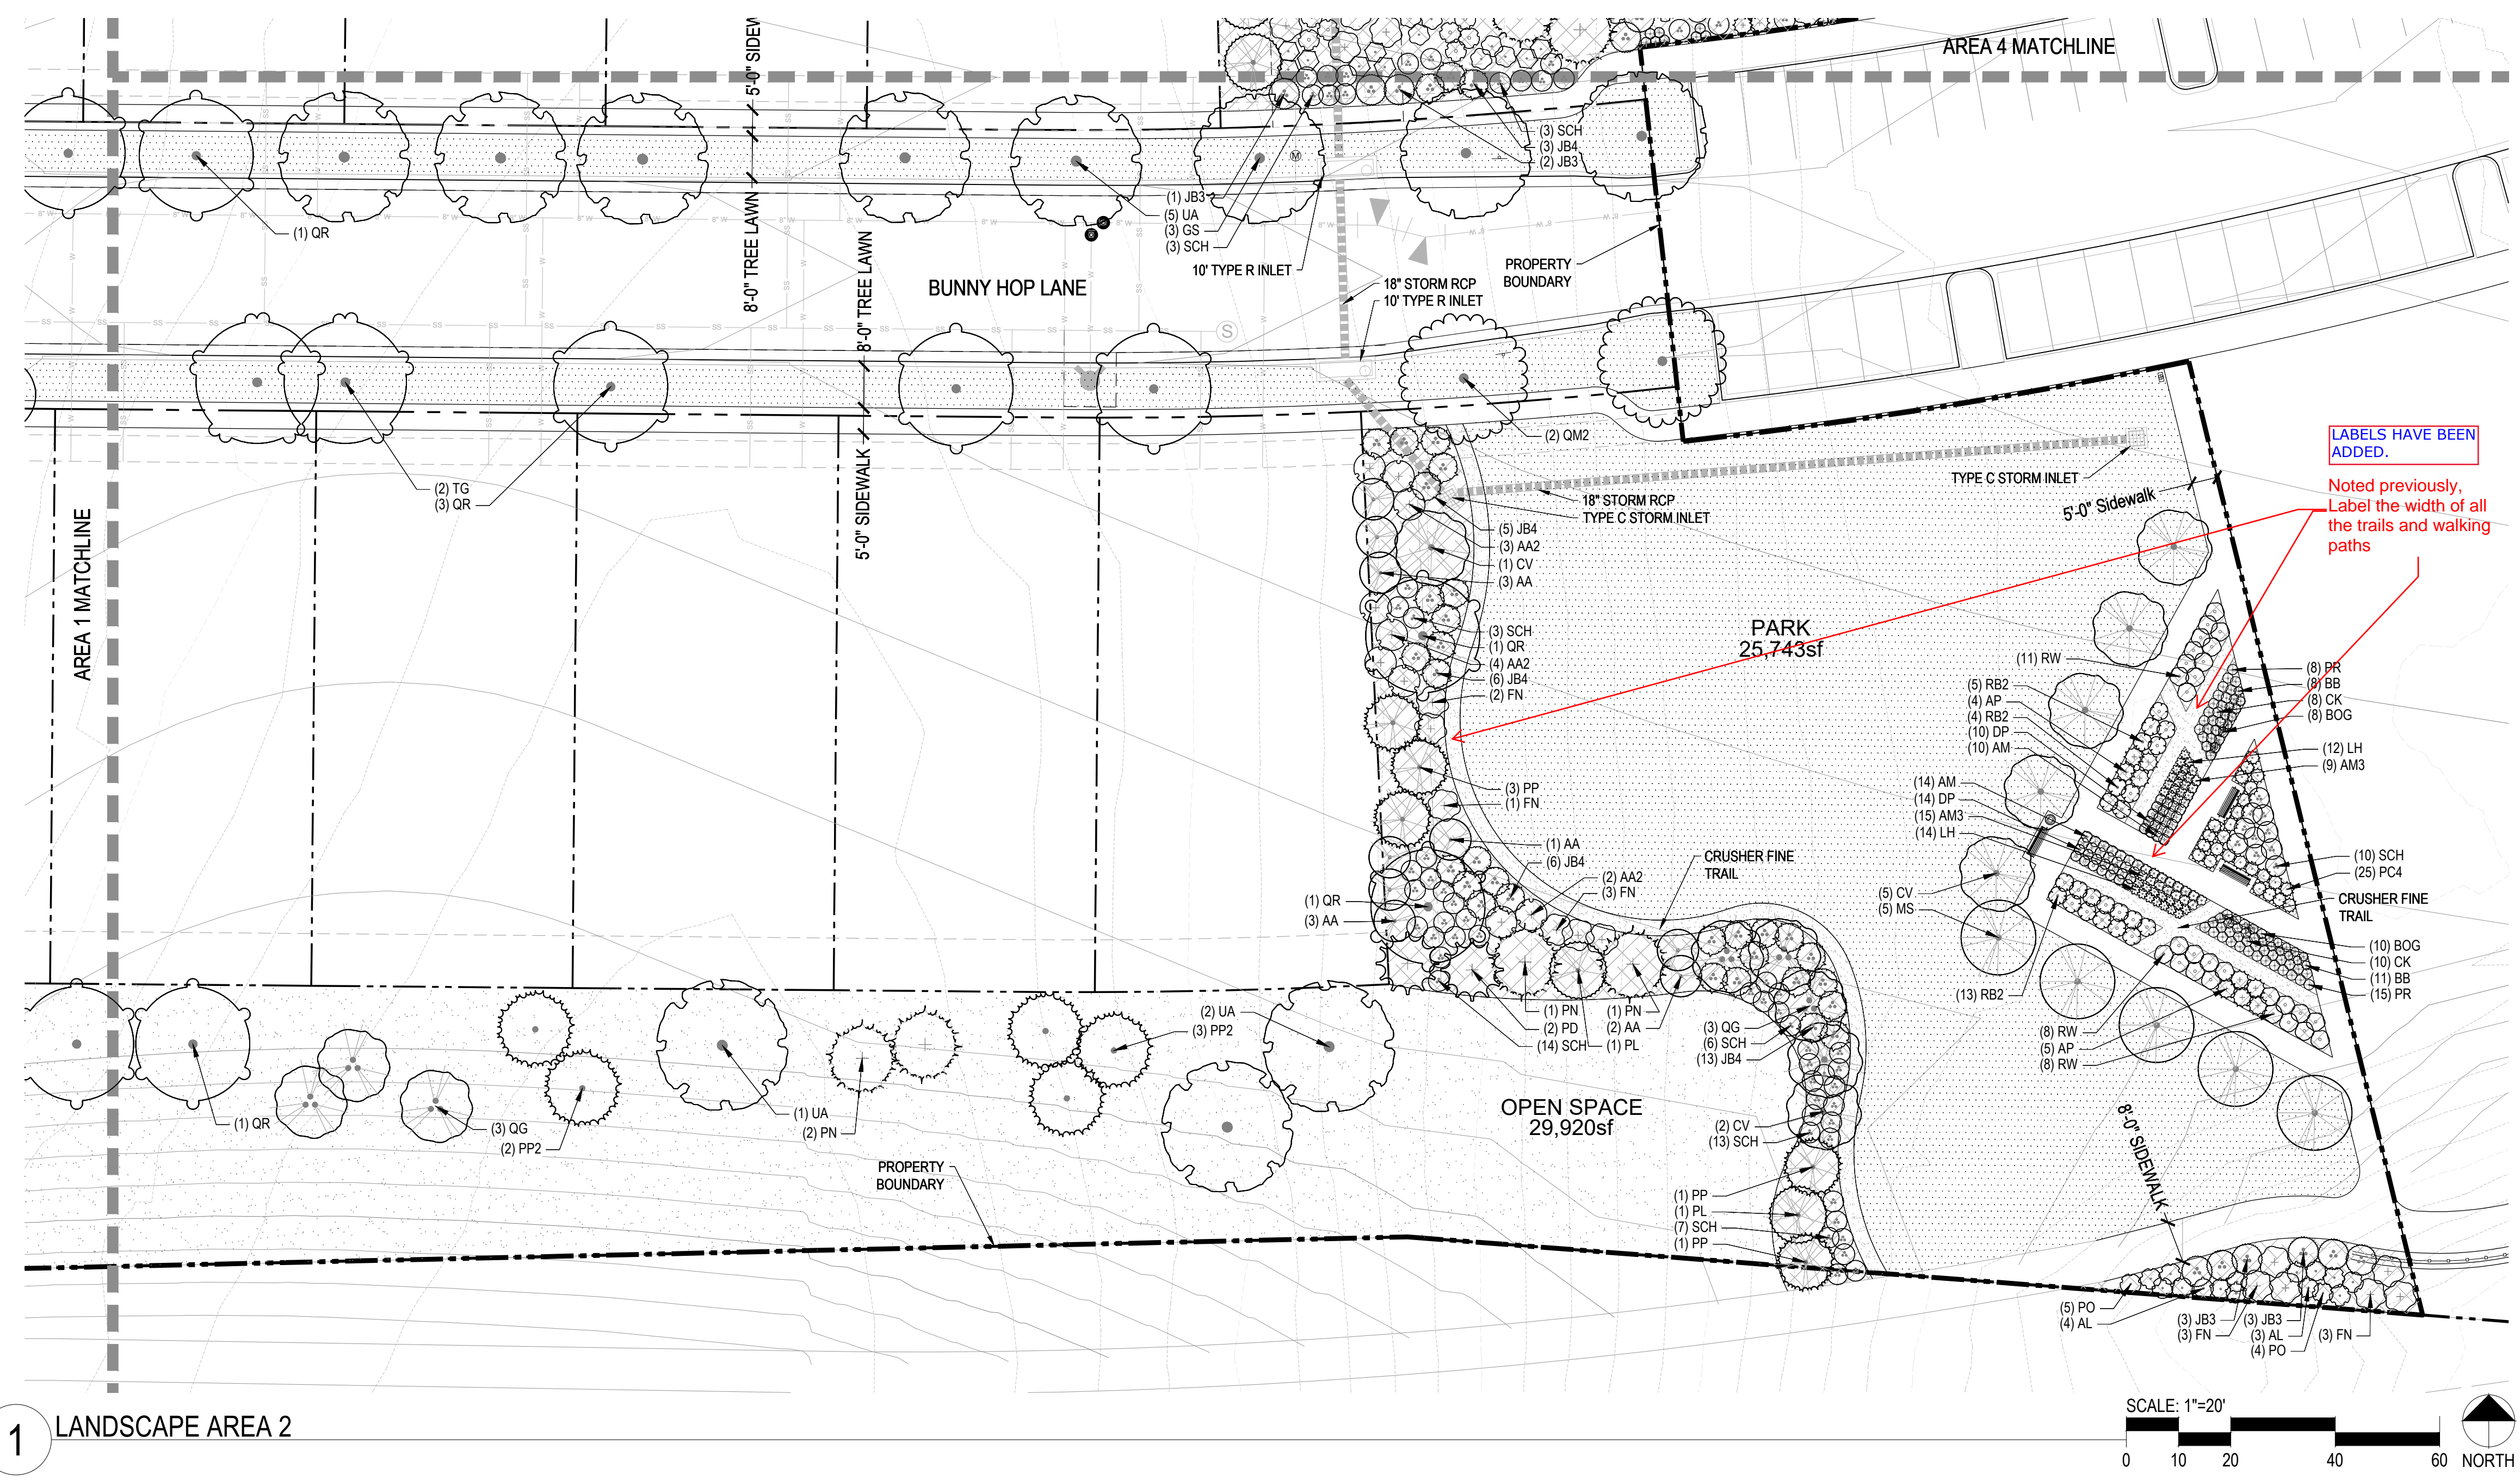 AREA 4 MATCHLINE
5'-0" SIDEW
(3) SCH
(3) JB4
(2) JB3
(1) JB3
(5) UA
(3) GS
(3) SCH
(1) QR
8'-0" TREE LAWN
8'-0" TREE LAWN
10' TYPE R INLET
BUNNY HOP LANE
18" STORM RCP
10' TYPE R INLET
PROPERTY
BOUNDARY
S
M
8" W
SS
W
(2) QM2
(2) TG
(3) QR
5'-0" SIDEWALK
AREA 1 MATCHLINE
LABELS HAVE BEEN
ADDED.
Noted previously,
Label the width of all
the trails and walking
paths
TYPE C STORM INLET
5'-0" Sidewalk
18" STORM RCP
TYPE C STORM INLET
(5) JB4
(3) AA2
(1) CV
(3) AA
(3) SCH
(1) QR
(4) AA2
(6) JB4
(2) FN
PARK
25,743sf
(11) RW
(5) RB2
(4) AP
(4) RB2
(10) DP
(10) AM
(8) PR
(8) BB
(8) CK
(8) BOG
(12) LH
(9) AM3
(3) PP
(1) FN
(14) AM
(14) DP
(15) AM3
(14) LH
(1) AA
(6) JB4
(2) AA2
(3) FN
CRUSHER FINE
TRAIL
(1) QR
(3) AA
(5) CV
(5) MS
(10) SCH
(25) PC4
CRUSHER FINE
TRAIL
(10) BOG
(10) CK
(11) BB
(15) PR
(13) RB2
(8) RW
(5) AP
(8) RW
(1) PN
(2) PD
(14) SCH
(1) PN
(2) AA
(1) PL
(3) QG
(6) SCH
(13) JB4
(2) UA
(3) PP2
(1) QR
(3) QG
(2) PP2
(1) UA
(2) PN
OPEN SPACE
29,920sf
(2) CV
(13) SCH
8'-0" SIDEWALK
PROPERTY
BOUNDARY
(1) PP
(1) PL
(7) SCH
(1) PP
(5) PO
(4) AL
(3) JB3
(3) FN
(3) JB3
(3) AL
(4) PO
(3) FN
1
LANDSCAPE AREA 2
SCALE: 1"=20'
0 10 20 40 60
NORTH